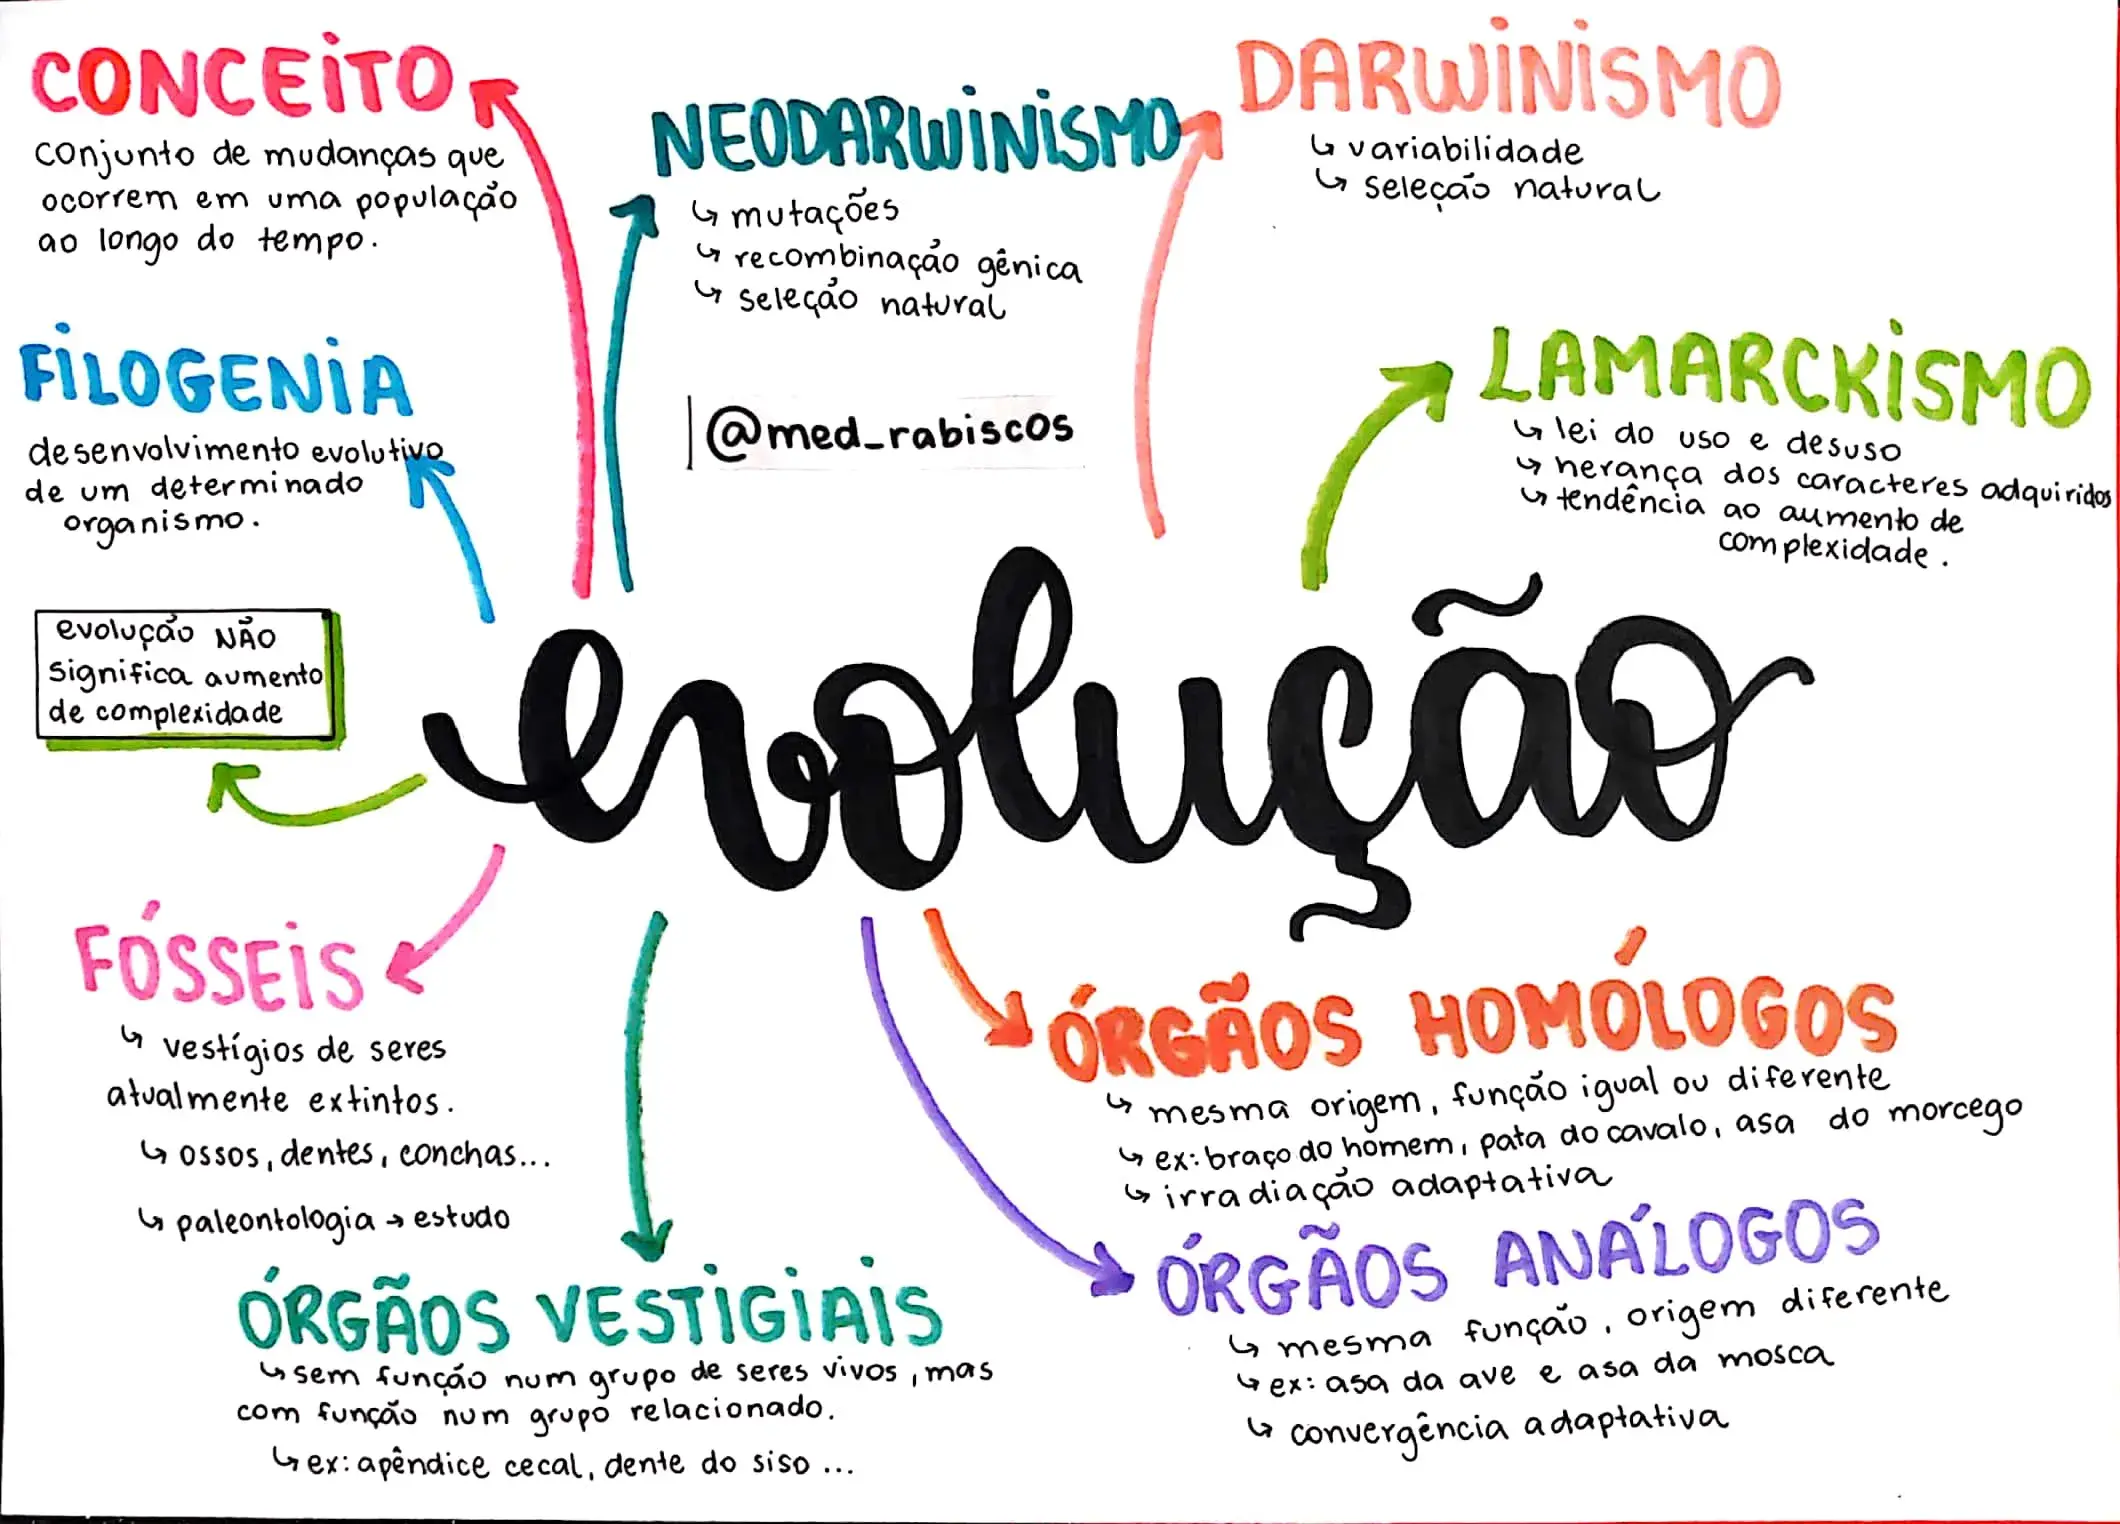 CONCEITO
conjunto de mudanças que
ocorrem em uma população
ao longo do tempo.
NEODARWINISMO
↳ mutações
↳ recombinação gênica
↳ seleção natural
DARWINISMO
↳ variabilidade
↳ seleção natural
FILOGENIA
desenvolvimento evolutivo
de um determinado
organismo.
@med_rabiscos
LAMARCKISMO
↳ lei do uso e desuso
↳ herança dos caracteres adquiridos
↳ tendência ao aumento de
complexidade.
evolução NÃO
significa aumento
de complexidade
evolução
FÓSSEIS
↳ vestígios de seres
atualmente extintos.
↳ ossos, dentes, conchas...
↳ paleontologia → estudo
ÓRGÃOS HOMÓLOGOS
↳ mesma origem, função igual ou diferente
↳ ex: braço do homem, pata do cavalo, asa do morcego
↳ irradiação adaptativa
ÓRGÃOS VESTIGIAIS
↳ sem função num grupo de seres vivos, mas
com função num grupo relacionado.
↳ ex: apêndice cecal, dente do siso ...
ÓRGÃOS ANÁLOGOS
↳ mesma função, origem diferente
↳ ex: asa da ave e asa da mosca
↳ convergência adaptativa